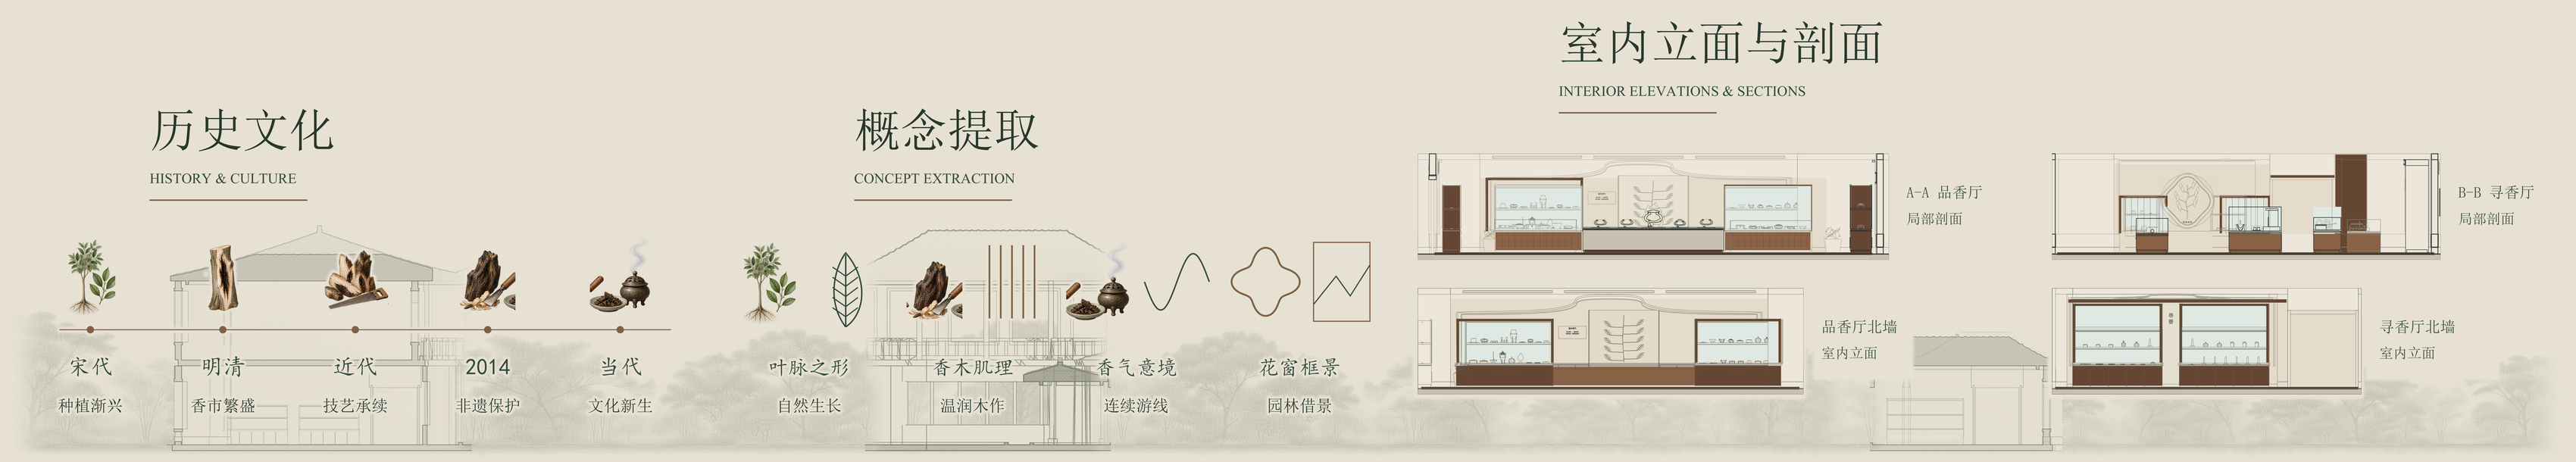 历史文化
HISTORY & CULTURE
宋代
种植渐兴
明清
香市繁盛
近代
技艺承续
2014
非遗保护
当代
文化新生
概念提取
CONCEPT EXTRACTION
叶脉之形
自然生长
香木肌理
温润木作
香气意境
连续游线
花窗框景
园林借景
室内立面与剖面
INTERIOR ELEVATIONS & SECTIONS
A-A 品香厅
局部剖面
B-B 寻香厅
局部剖面
品香厅北墙
室内立面
寻香厅北墙
室内立面